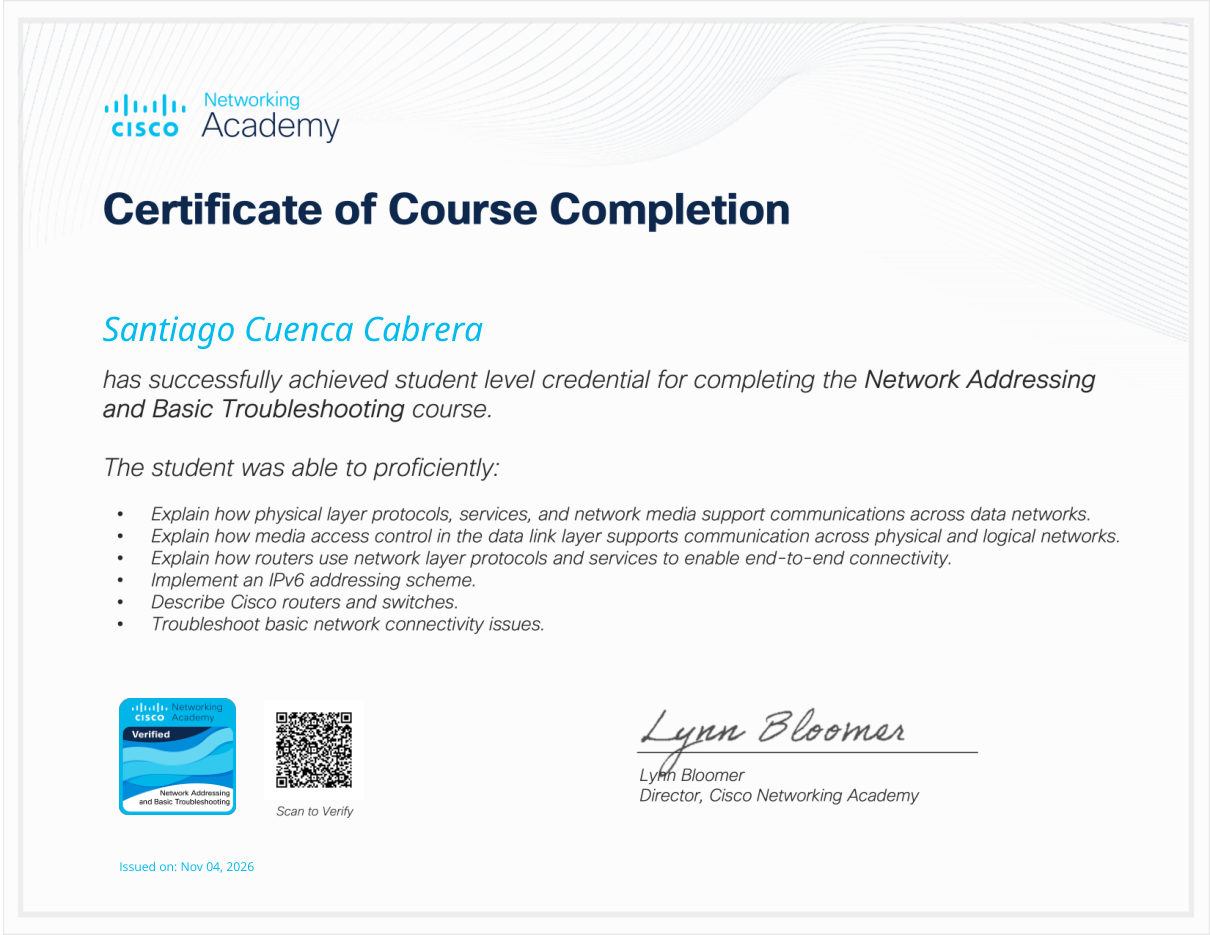 Networking
CISCO Academy
Certificate of Course Completion
Santiago Cuenca Cabrera
has successfully achieved student level credential for completing the Network Addressing
and Basic Troubleshooting course.
The student was able to proficiently:
• Explain how physical layer protocols, services, and network media support communications across data networks.
• Explain how media access control in the data link layer supports communication across physical and logical networks.
• Explain how routers use network layer protocols and services to enable end-to-end connectivity.
• Implement an IPv6 addressing scheme.
• Describe Cisco routers and switches.
• Troubleshoot basic network connectivity issues.
Networking
CISCO Academy
Verified
Network Addressing
and Basic Troubleshooting
Scan to Verify
Lynn Bloomer
Lynn Bloomer
Director, Cisco Networking Academy
Issued on: Nov 04, 2026